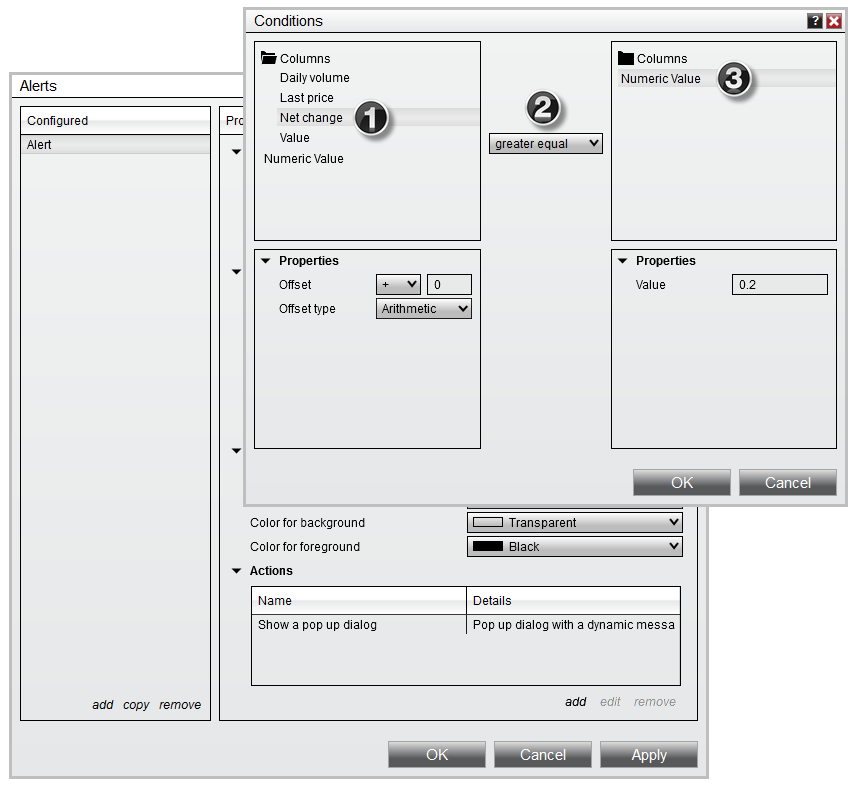 Conditions
?
Columns
Daily volume
Last price
Net change
1
Value
Numeric Value
2
greater equal
Columns
Numeric Value
3
Properties
Offset
+
0
Offset type
Arithmetic
Properties
Value
0.2
OK
Cancel
Alerts
Configured
Alert
Pro
Color for background
Transparent
Color for foreground
Black
Actions
Name Details
Show a pop up dialog Pop up dialog with a dynamic messa
add copy remove
add edit remove
OK Cancel Apply